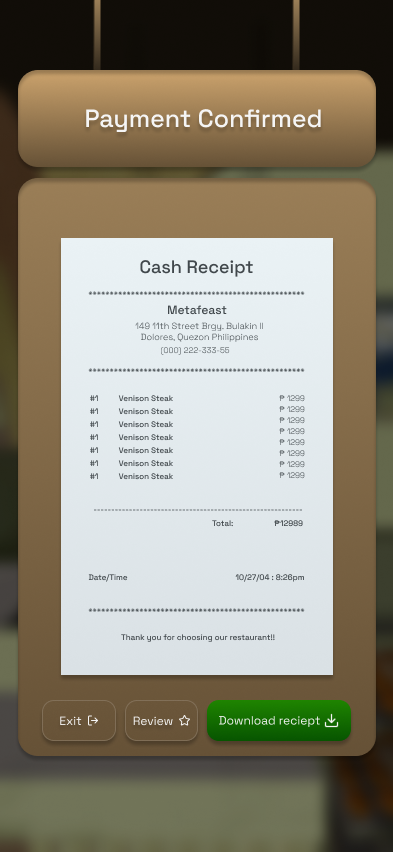 Payment Confirmed
Cash Receipt
**************************************************
Metafeast
149 11th Street Brgy. Bulakin II
Dolores, Quezon Philippines
(000) 222-333-55
**************************************************
#1 Venison Steak ₱ 1299
#1 Venison Steak ₱ 1299
#1 Venison Steak ₱ 1299
#1 Venison Steak ₱ 1299
#1 Venison Steak ₱ 1299
#1 Venison Steak ₱ 1299
#1 Venison Steak ₱ 1299
₱ 1299
------------------------------------------------------------
Total: ₱12989
Date/Time 10/27/04 : 8:26pm
**************************************************
Thank you for choosing our restaurant!!
Exit Review Download reciept